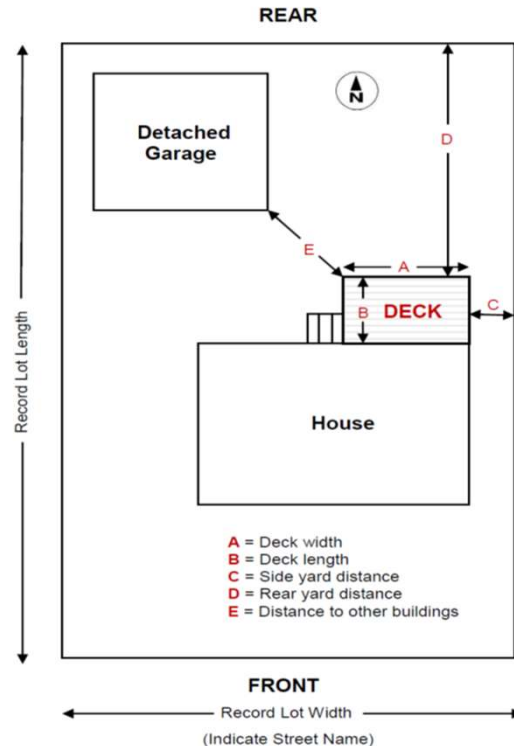 REAR
N
Detached
Garage
D
E
A
C
B
DECK
Record Lot Length
House
A = Deck width
B = Deck length
C = Side yard distance
D = Rear yard distance
E = Distance to other buildings
FRONT
Record Lot Width
(Indicate Street Name)